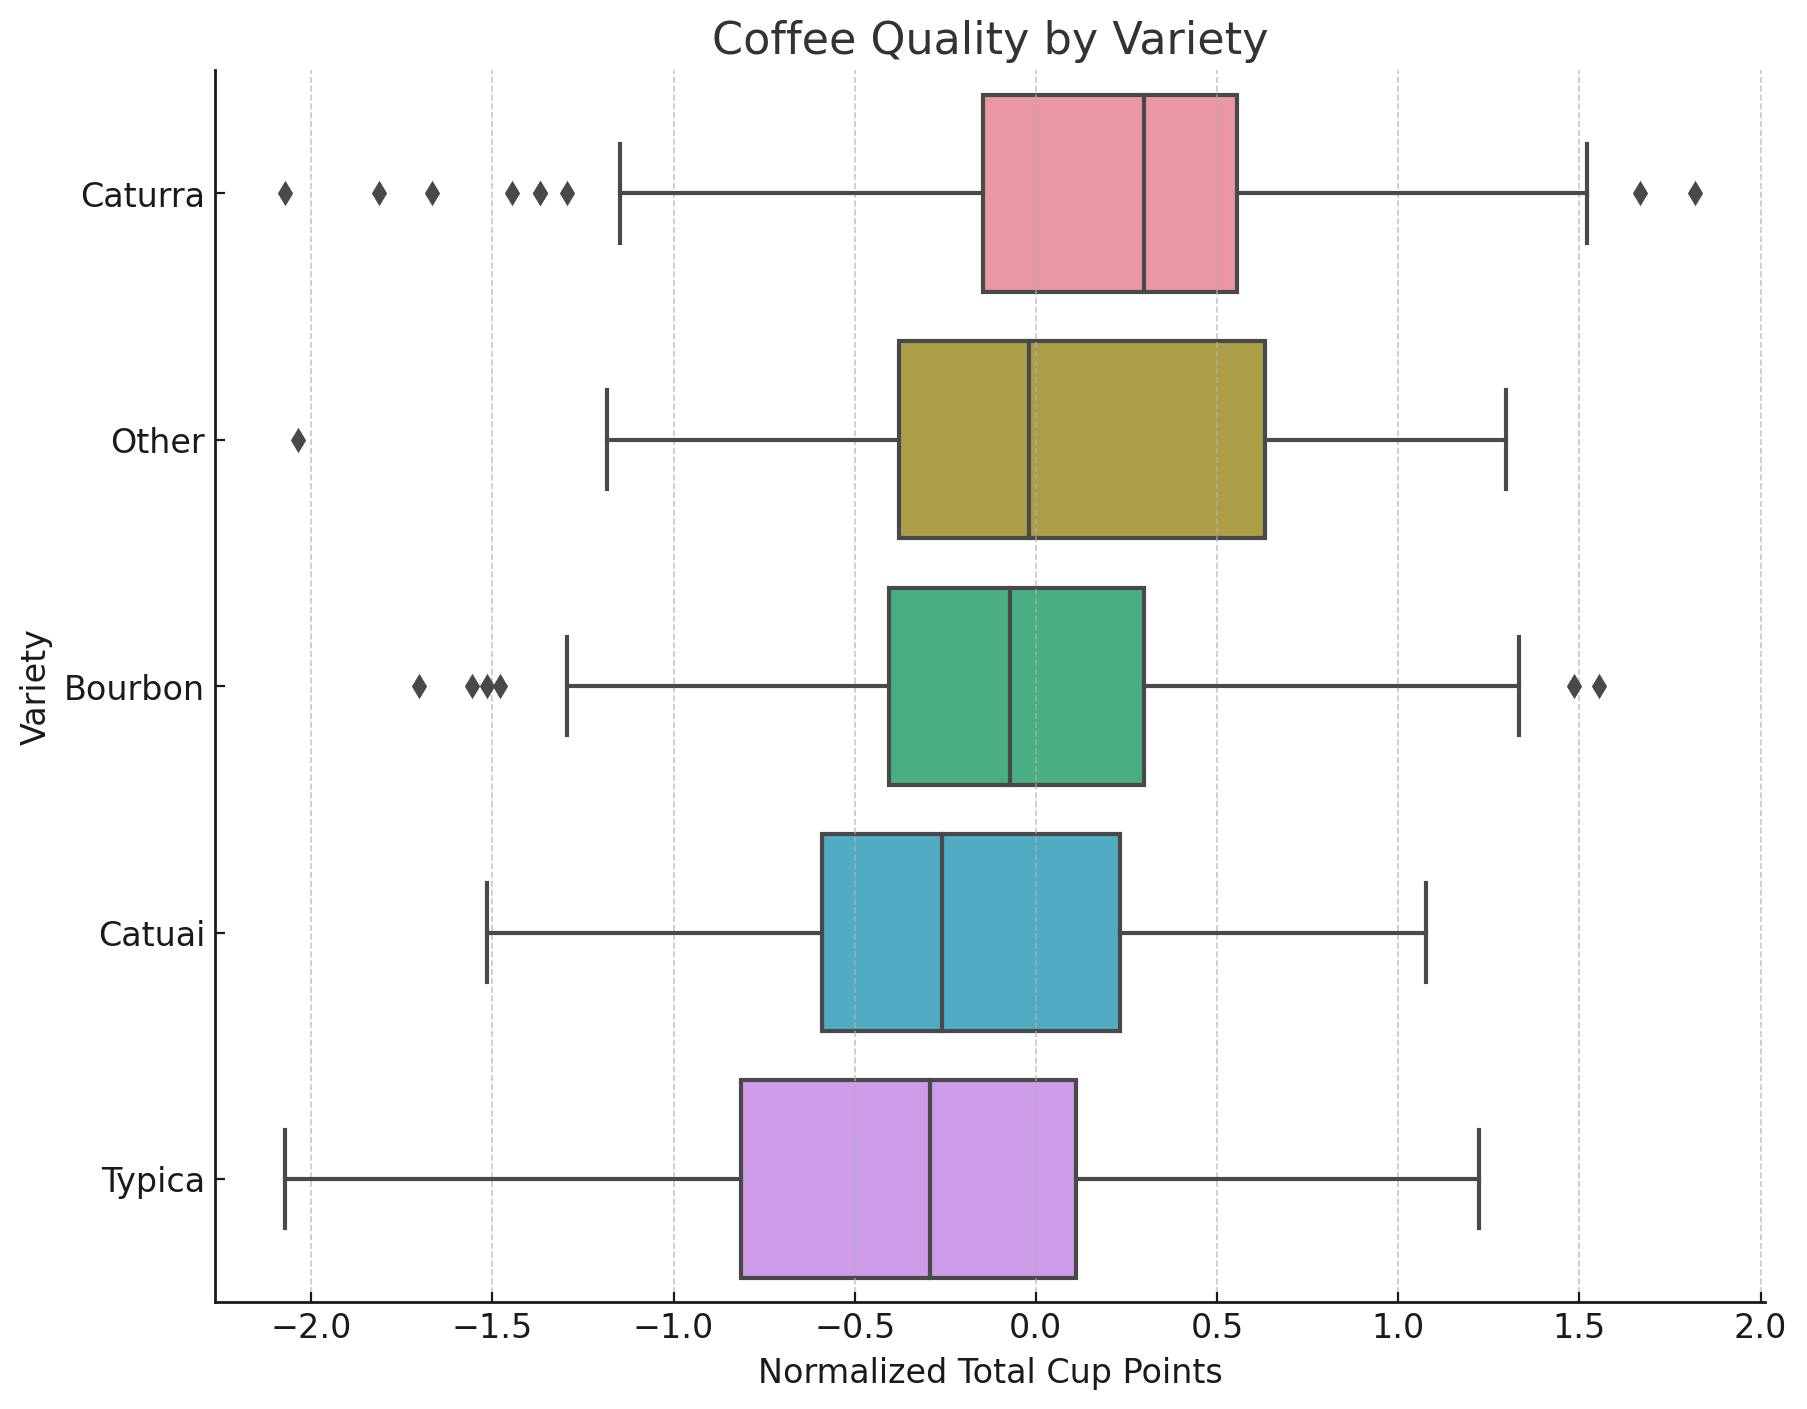 Coffee Quality by Variety
Variety
Caturra
Other
Bourbon
Catuai
Typica
−2.0 −1.5 −1.0 −0.5 0.0 0.5 1.0 1.5 2.0
Normalized Total Cup Points